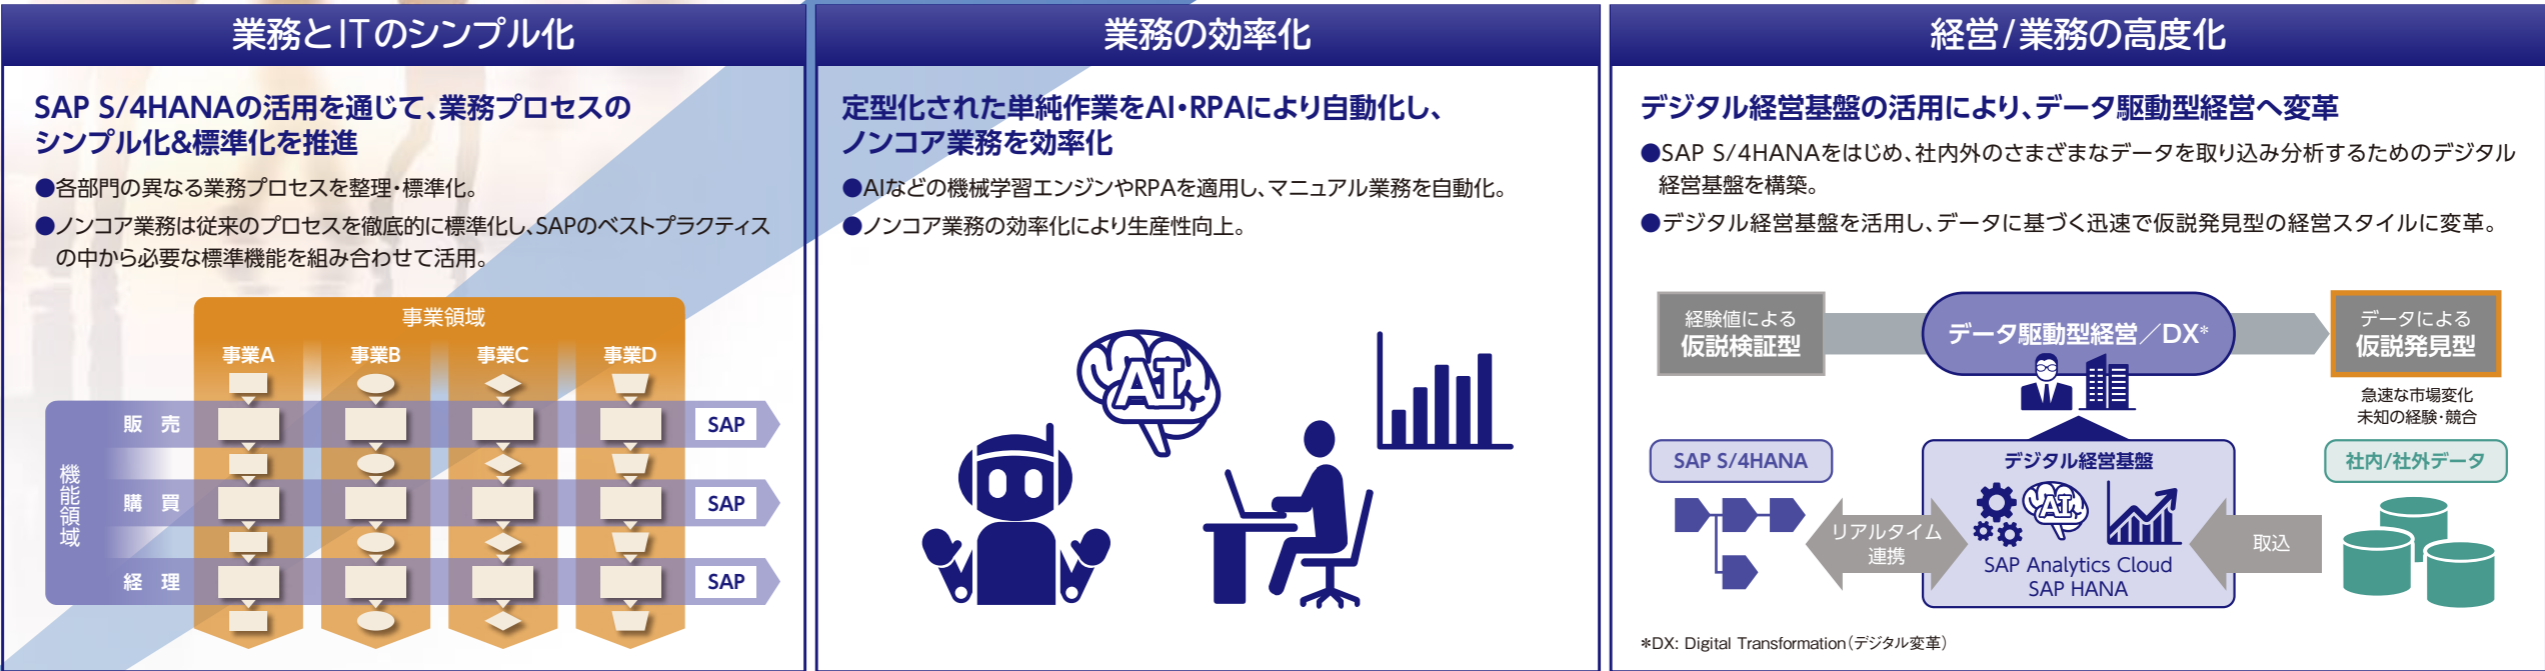 業務とITのシンプル化
SAP S/4HANAの活用を通じて、業務プロセスの
シンプル化&標準化を推進
●各部門の異なる業務プロセスを整理・標準化。
●ノンコア業務は従来のプロセスを徹底的に標準化し、SAPのベストプラクティス
の中から必要な標準機能を組み合わせて活用。
事業領域
事業A 事業B 事業C 事業D
機能領域
販 売 SAP
購 買 SAP
経 理 SAP
業務の効率化
定型化された単純作業をAI・RPAにより自動化し、
ノンコア業務を効率化
●AIなどの機械学習エンジンやRPAを適用し、マニュアル業務を自動化。
●ノンコア業務の効率化により生産性向上。
AI
経営/業務の高度化
デジタル経営基盤の活用により、データ駆動型経営へ変革
●SAP S/4HANAをはじめ、社内外のさまざまなデータを取り込み分析するためのデジタル
経営基盤を構築。
●デジタル経営基盤を活用し、データに基づく迅速で仮説発見型の経営スタイルに変革。
経験値による
仮説検証型
データ駆動型経営／DX*
データによる
仮説発見型
急速な市場変化
未知の経験・競合
SAP S/4HANA
デジタル経営基盤
社内/社外データ
AI
リアルタイム
連携
取込
SAP Analytics Cloud
SAP HANA
*DX: Digital Transformation（デジタル変革）